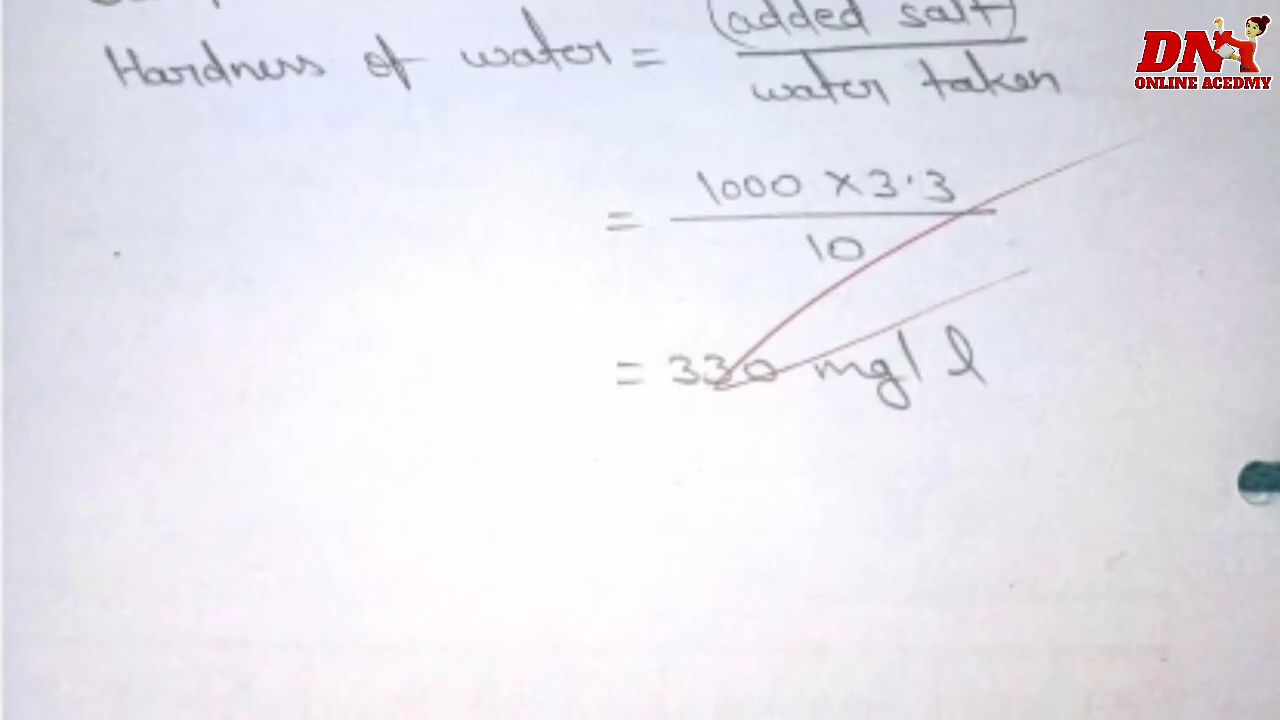 Hardness of water = (added salt)
water taken
DN
ONLINE ACEDMY
= 1000 × 3.3
10
= 330 mg/ l